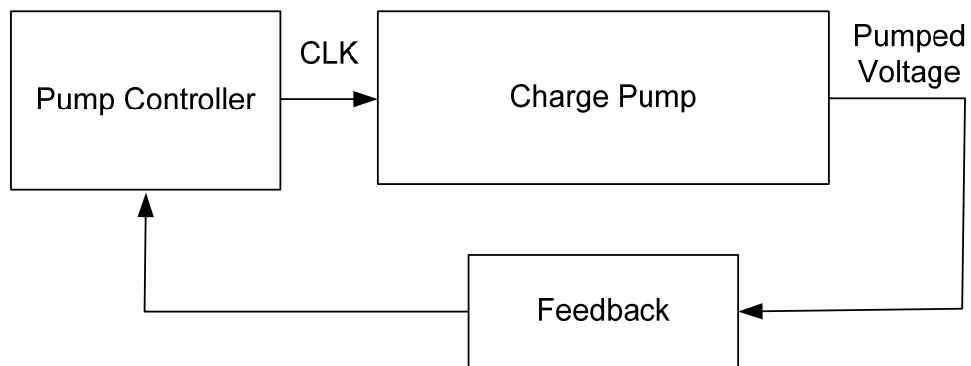 CLK
Pumped
Voltage
Pump Controller
Charge Pump
Feedback